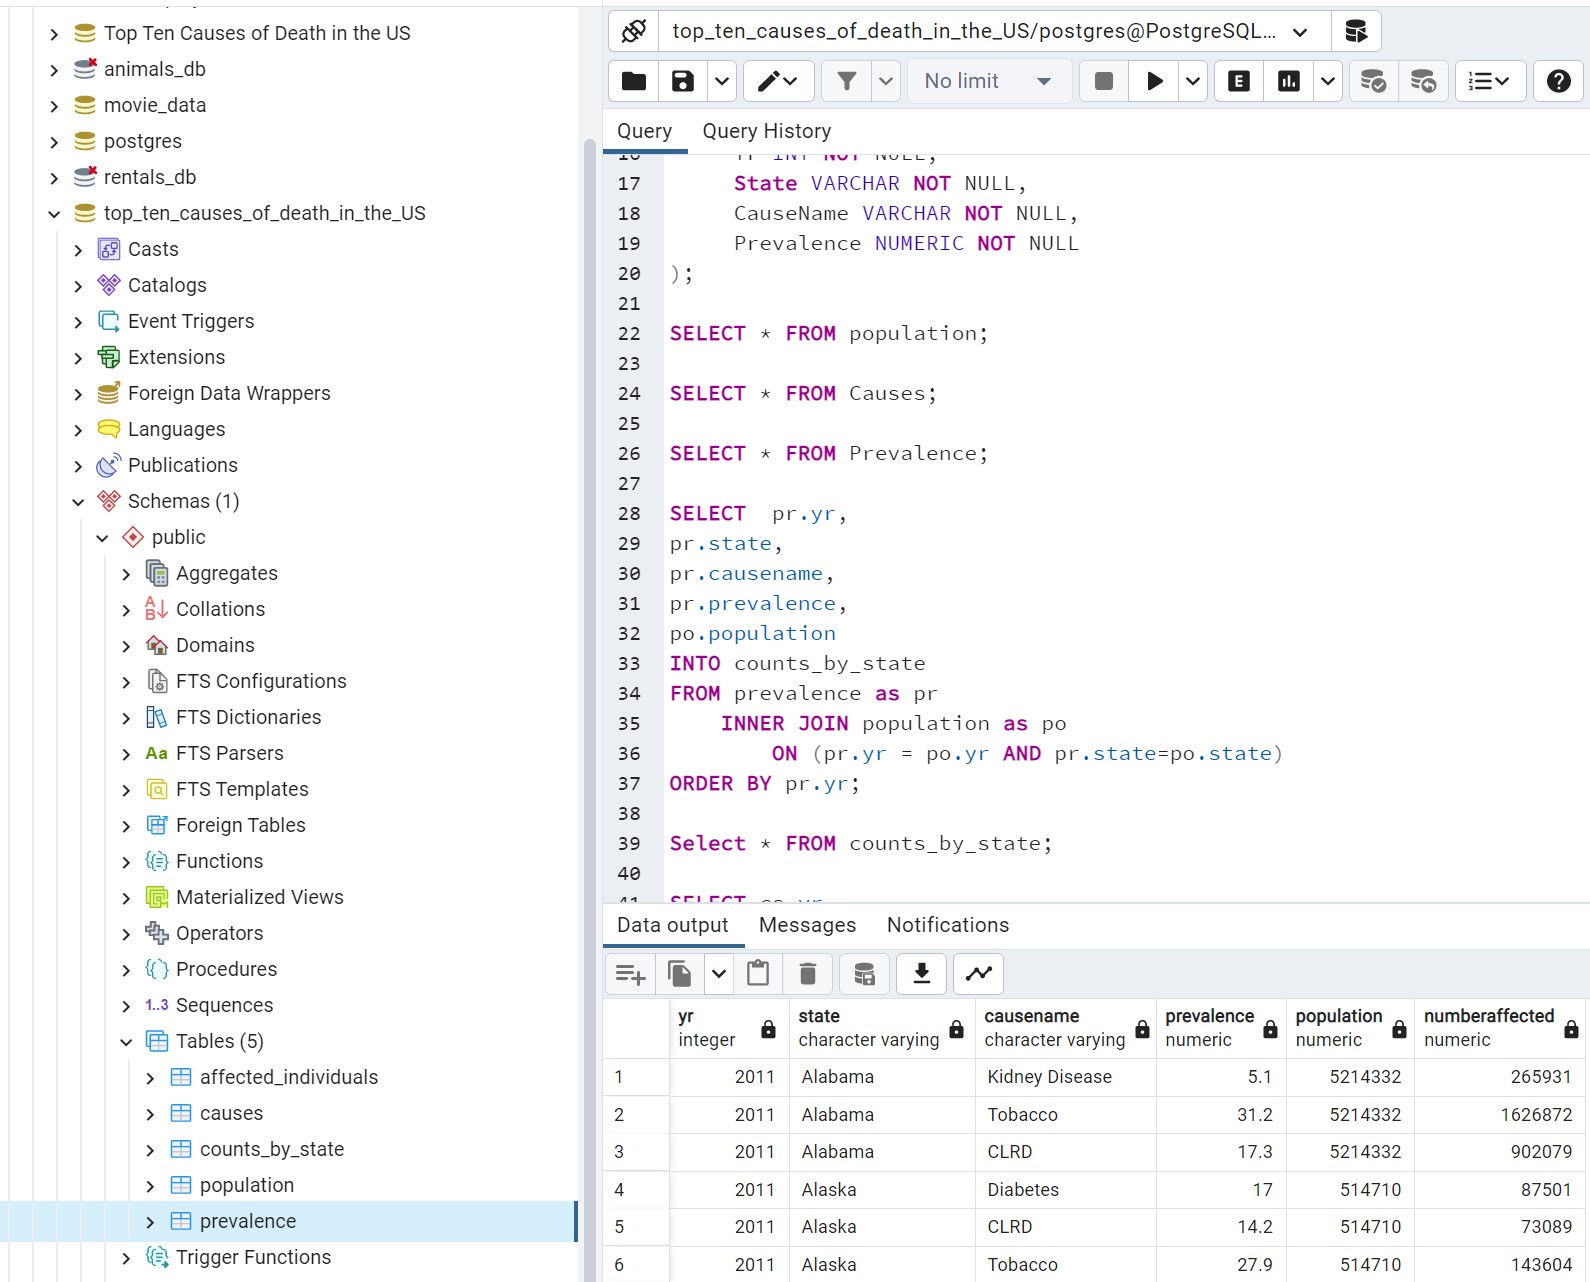 Top Ten Causes of Death in the US
animals_db
movie_data
postgres
rentals_db
top_ten_causes_of_death_in_the_US
Casts
Catalogs
Event Triggers
Extensions
Foreign Data Wrappers
Languages
Publications
Schemas (1)
public
Aggregates
Collations
Domains
FTS Configurations
FTS Dictionaries
Aa FTS Parsers
FTS Templates
Foreign Tables
Functions
Materialized Views
Operators
Procedures
1..3 Sequences
Tables (5)
affected_individuals
causes
counts_by_state
population
prevalence
Trigger Functions
top_ten_causes_of_death_in_the_US/postgres@PostgreSQL...
No limit
E
Query Query History
16 Yr INT NOT NULL,
17 State VARCHAR NOT NULL,
18 CauseName VARCHAR NOT NULL,
19 Prevalence NUMERIC NOT NULL
20 );
21
22 SELECT * FROM population;
23
24 SELECT * FROM Causes;
25
26 SELECT * FROM Prevalence;
27
28 SELECT  pr.yr,
29 pr.state,
30 pr.causename,
31 pr.prevalence,
32 po.population
33 INTO counts_by_state
34 FROM prevalence as pr
35 INNER JOIN population as po
36 ON (pr.yr = po.yr AND pr.state=po.state)
37 ORDER BY pr.yr;
38
39 Select * FROM counts_by_state;
40
41 SELECT
Data output Messages Notifications
yr state causename prevalence population numberaffected
integer character varying character varying numeric numeric numeric
1 2011 Alabama Kidney Disease 5.1 5214332 265931
2 2011 Alabama Tobacco 31.2 5214332 1626872
3 2011 Alabama CLRD 17.3 5214332 902079
4 2011 Alaska Diabetes 17 514710 87501
5 2011 Alaska CLRD 14.2 514710 73089
6 2011 Alaska Tobacco 27.9 514710 143604